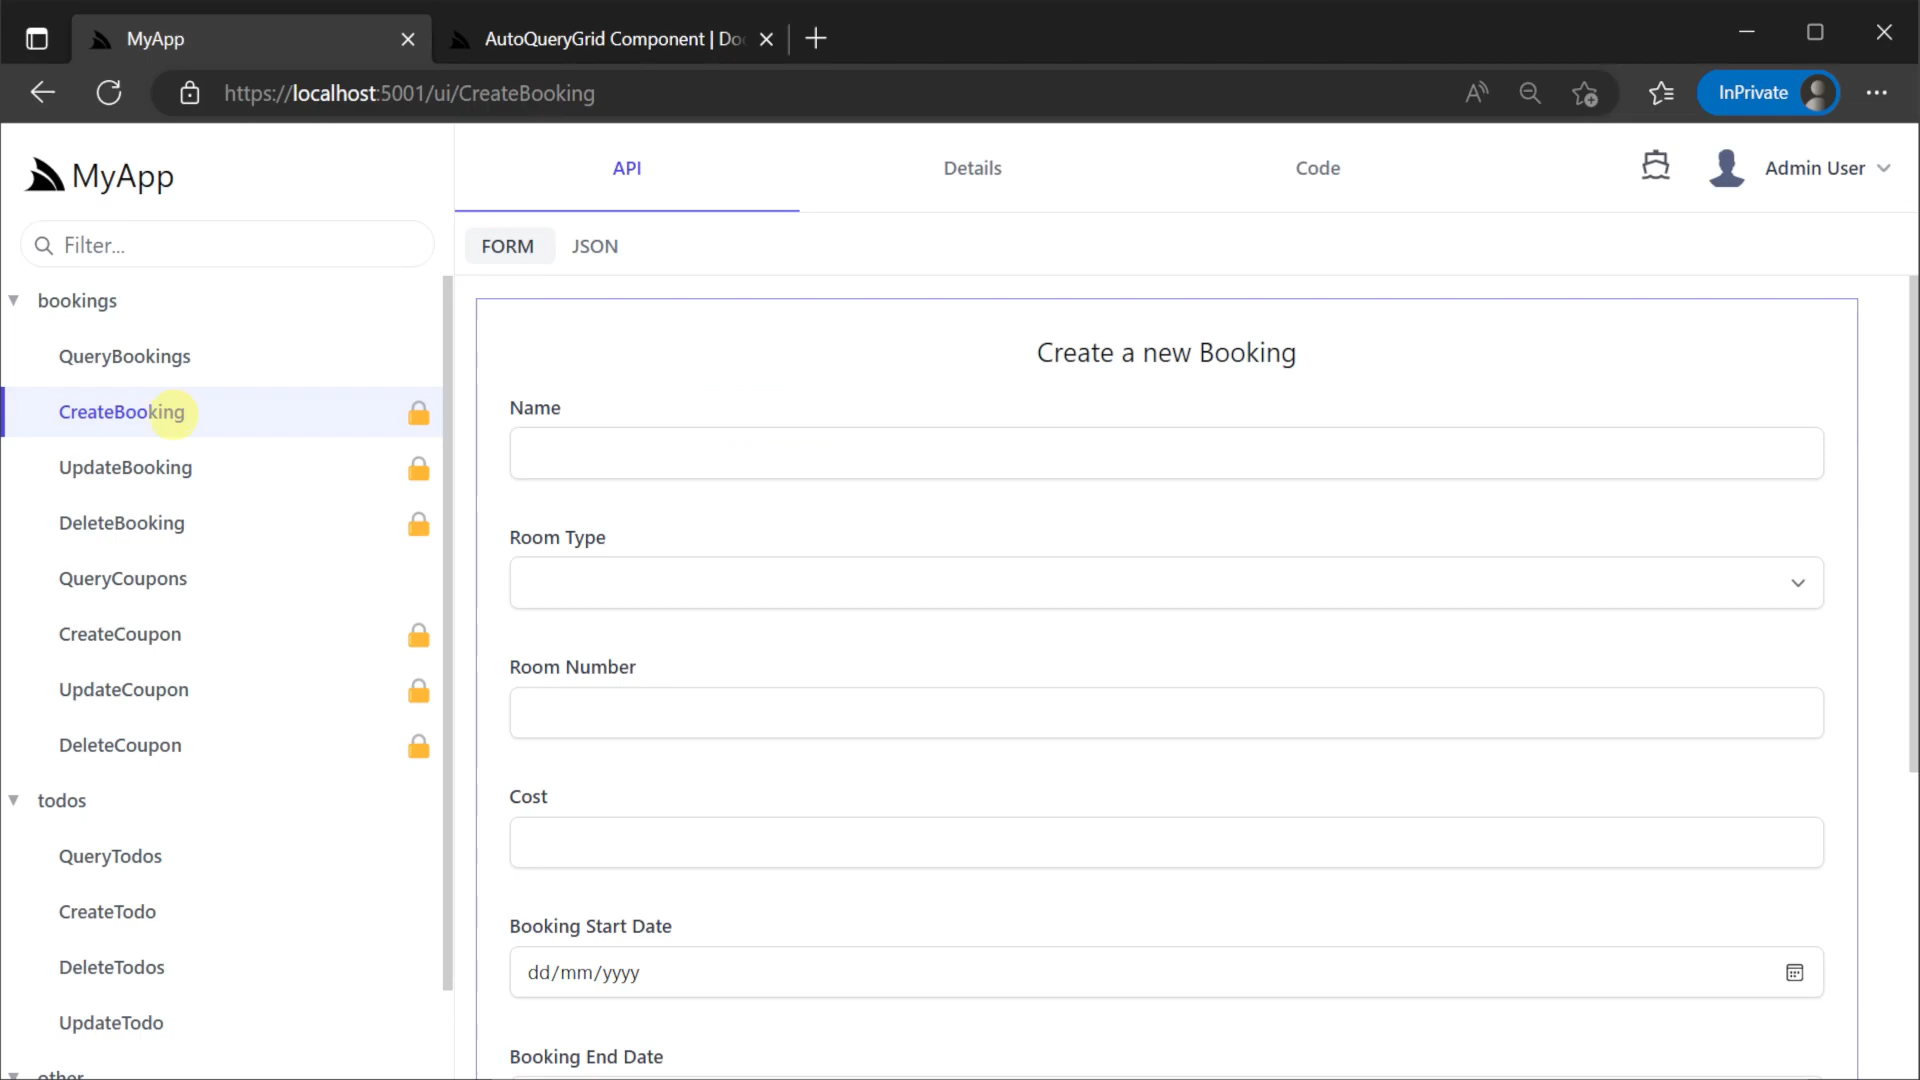 MyApp
AutoQueryGrid Component | Do
https://localhost:5001/ui/CreateBooking
InPrivate
MyApp
API
Details
Code
Admin User
Filter...
FORM
JSON
bookings
QueryBookings
CreateBooking
UpdateBooking
DeleteBooking
QueryCoupons
CreateCoupon
UpdateCoupon
DeleteCoupon
todos
QueryTodos
CreateTodo
DeleteTodos
UpdateTodo
other
Create a new Booking
Name
Room Type
Room Number
Cost
Booking Start Date
dd/mm/yyyy
Booking End Date